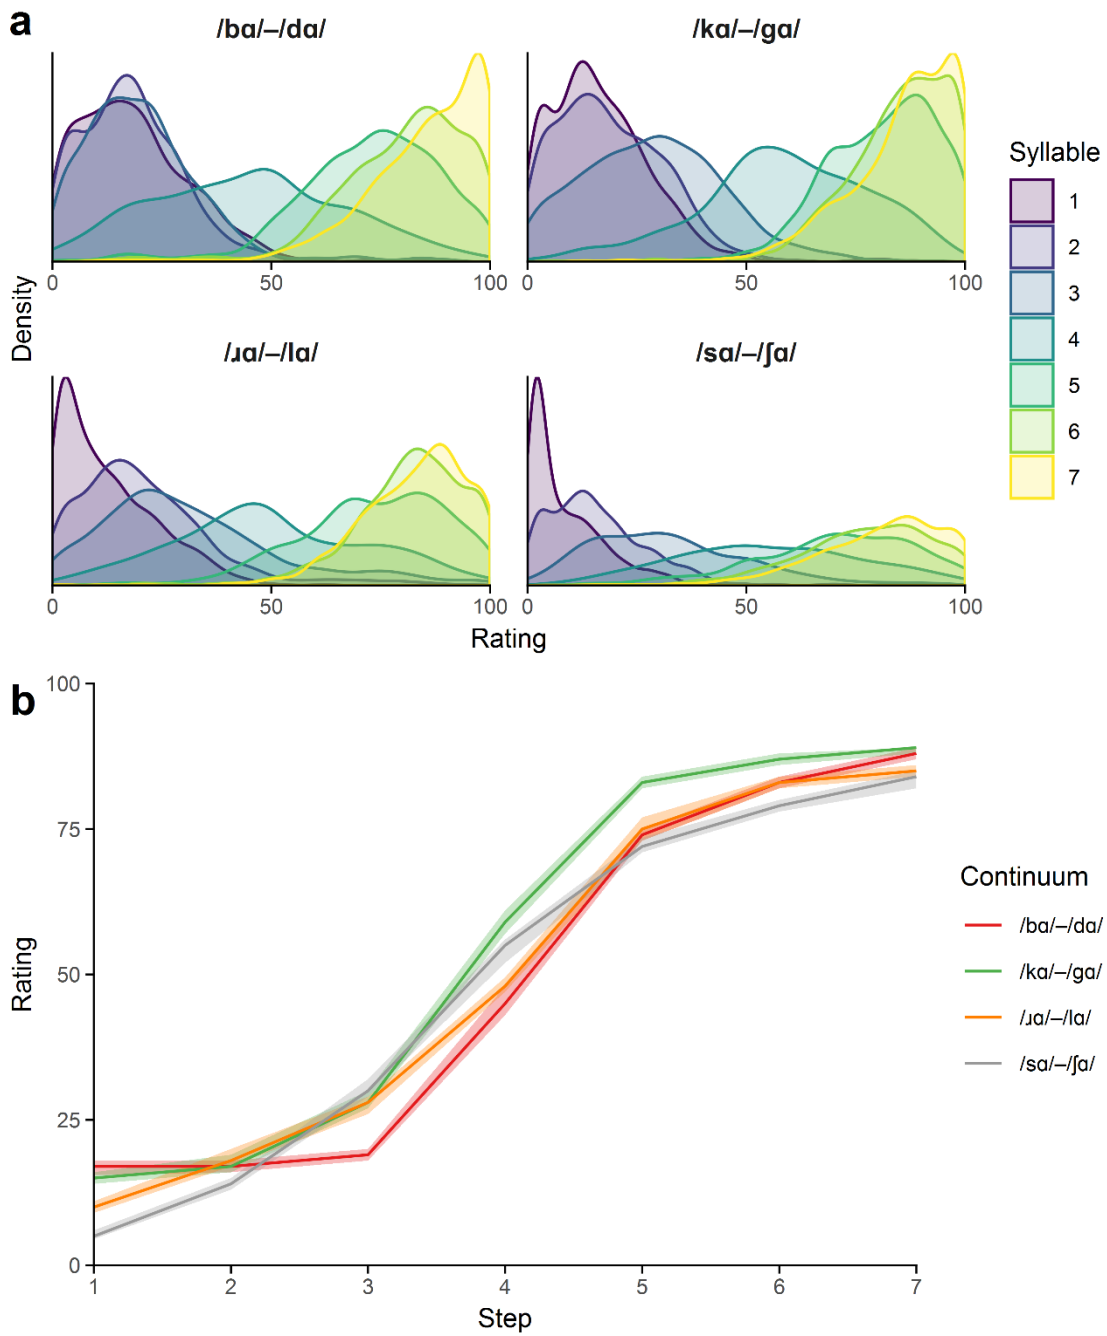 a
/bɑ/–/dɑ/
/kɑ/–/ɡɑ/
Density
0 50 100
0 50 100
/ɹɑ/–/lɑ/
/sɑ/–/ʃɑ/
0 50 100
0 50 100
Rating
Syllable
1
2
3
4
5
6
7
b
100
75
50
25
0
Rating
1 2 3 4 5 6 7
Step
Continuum
/bɑ/–/dɑ/
/kɑ/–/ɡɑ/
/ɹɑ/–/lɑ/
/sɑ/–/ʃɑ/